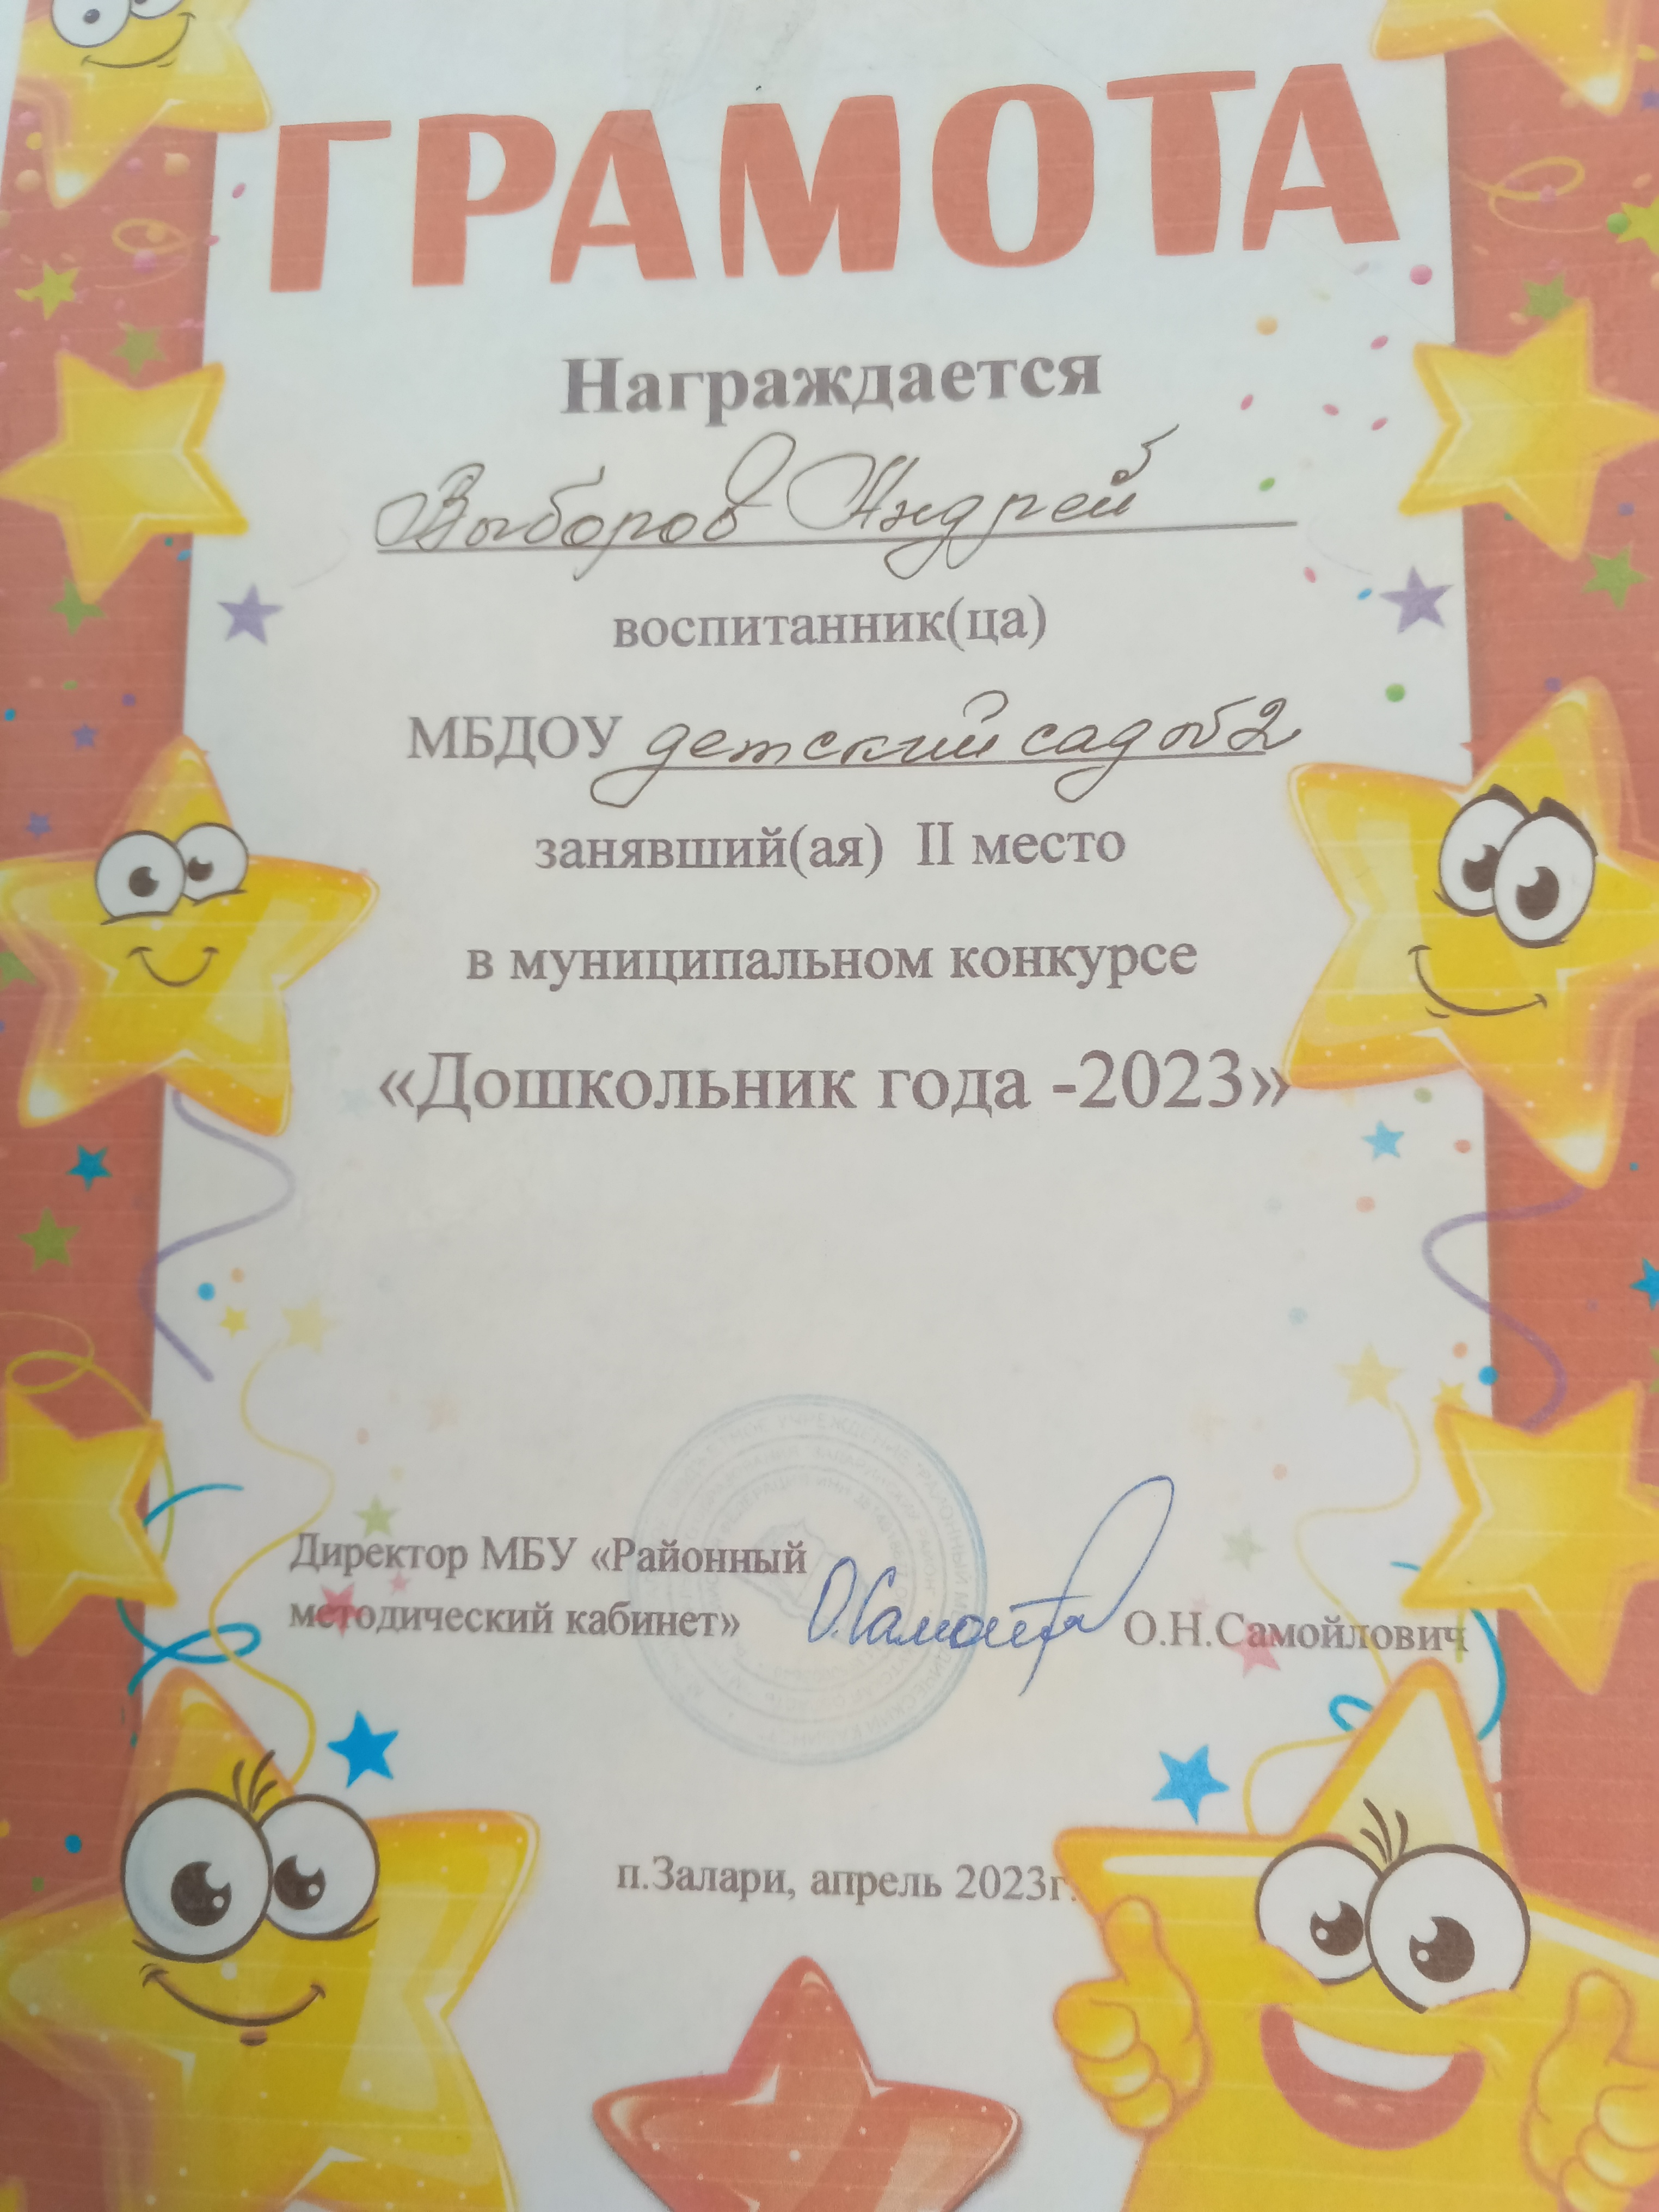 ГРАМОТА
Награждается
Выборов Андрей
воспитанник(ца)
МБДОУ детский сад №2
занявший(ая) II место
в муниципальном конкурсе
«Дошкольник года -2023»
Директор МБУ «Районный
методический кабинет»
О.Н.Самойлович
п.Залари, апрель 2023г.